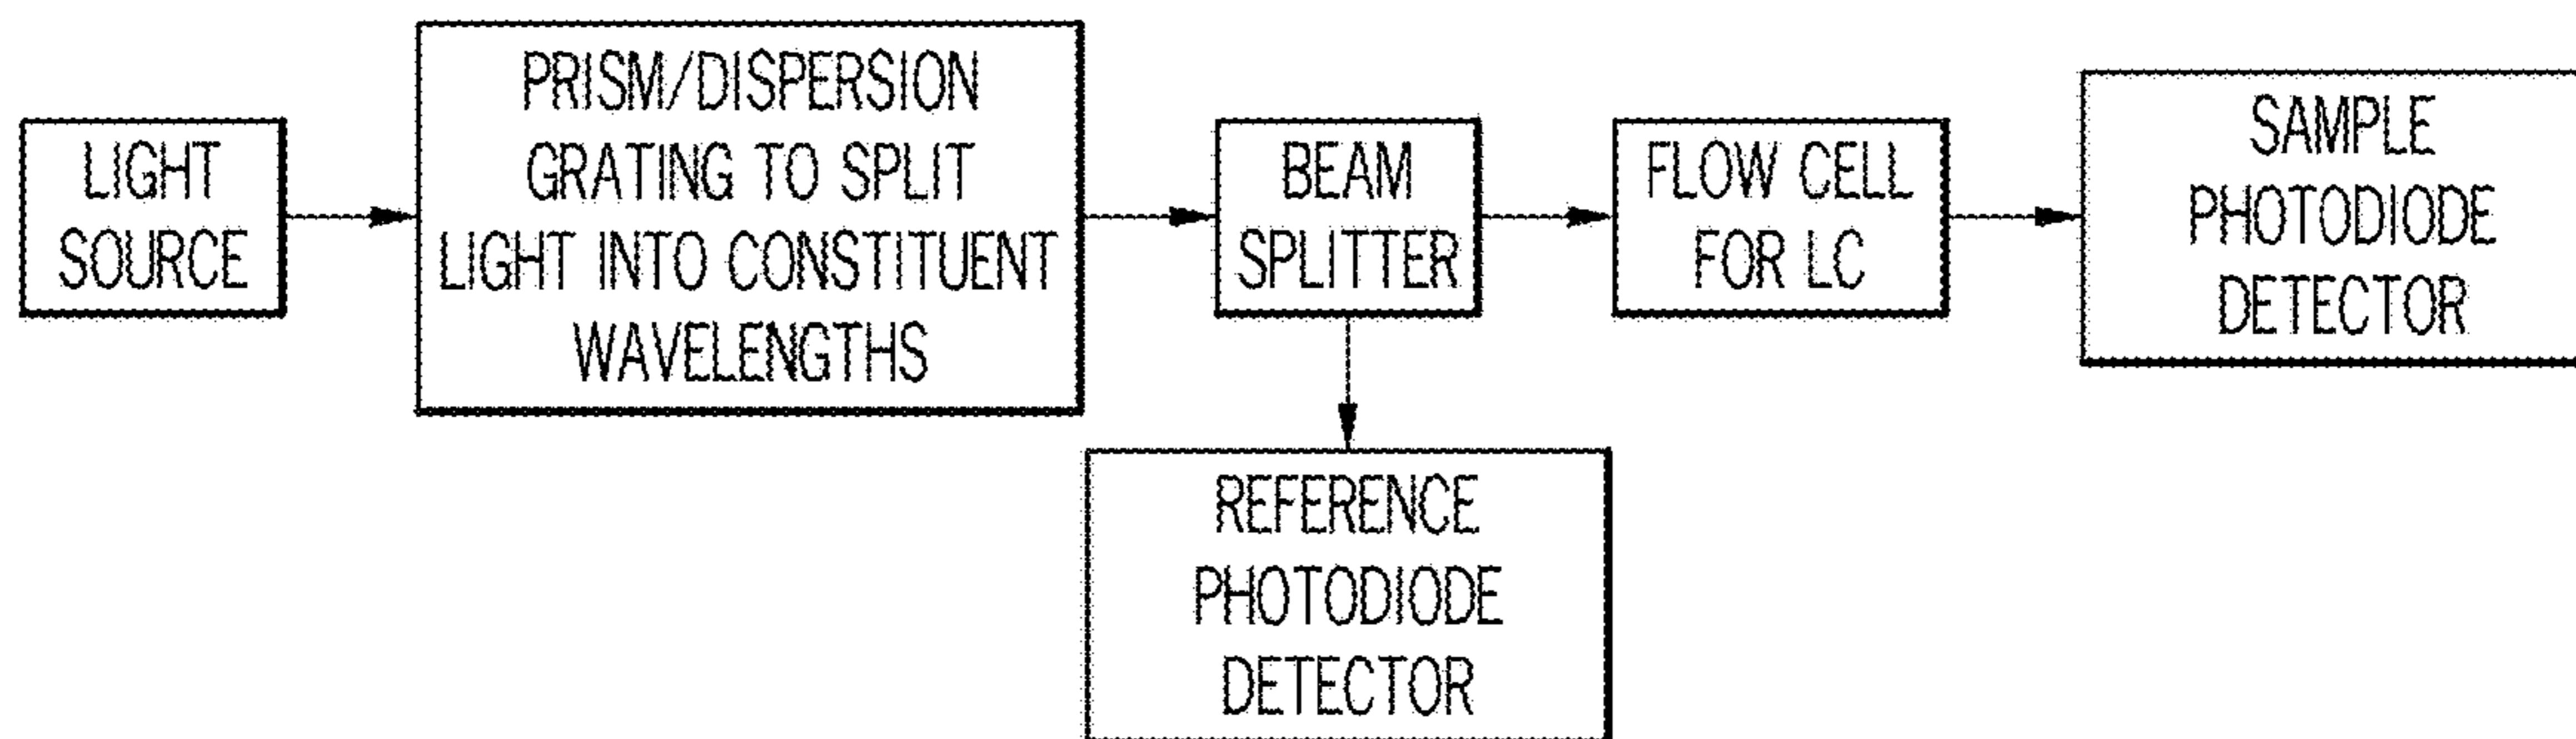 LIGHT
SOURCE
PRISM/DISPERSION
GRATING TO SPLIT
LIGHT INTO CONSTITUENT
WAVELENGTHS
BEAM
SPLITTER
FLOW CELL
FOR LC
SAMPLE
PHOTODIODE
DETECTOR
REFERENCE
PHOTODIODE
DETECTOR